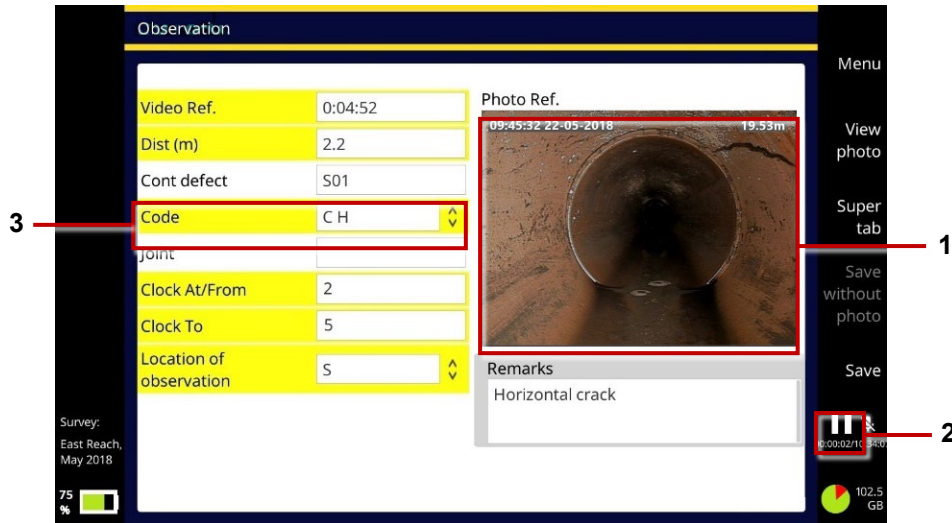 Observation
Menu
Video Ref.
0:04:52
Photo Ref.
09:45:32 22-05-2018
19.53m
View
photo
Dist (m)
2.2
Cont defect
S01
Code
C H
Super
tab
3
1
Joint
Clock At/From
2
Save
without
photo
Clock To
5
Location of
observation
S
Remarks
Horizontal crack
Save
Survey:
East Reach,
May 2018
2
75
%
102.5
GB